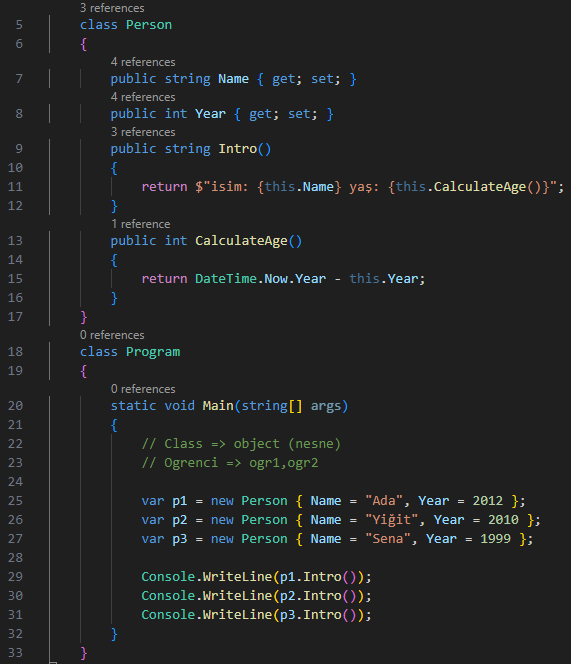 3 references
5 class Person
6 {
4 references
7 public string Name { get; set; }
4 references
8 public int Year { get; set; }
3 references
9 public string Intro()
10 {
11 return $"isim: {this.Name} yaş: {this.CalculateAge()}";
12 }
1 reference
13 public int CalculateAge()
14 {
15 return DateTime.Now.Year - this.Year;
16 }
17 }
0 references
18 class Program
19 {
0 references
20 static void Main(string[] args)
21 {
22 // Class => object (nesne)
23 // Ogrenci => ogr1,ogr2
24
25 var p1 = new Person { Name = "Ada", Year = 2012 };
26 var p2 = new Person { Name = "Yiğit", Year = 2010 };
27 var p3 = new Person { Name = "Sena", Year = 1999 };
28
29 Console.WriteLine(p1.Intro());
30 Console.WriteLine(p2.Intro());
31 Console.WriteLine(p3.Intro());
32 }
33 }